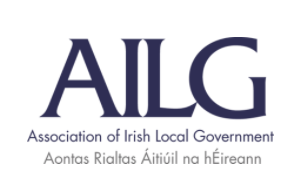 AILG
Association of Irish Local Government
Aontas Rialtas Áitiúil na hÉireann